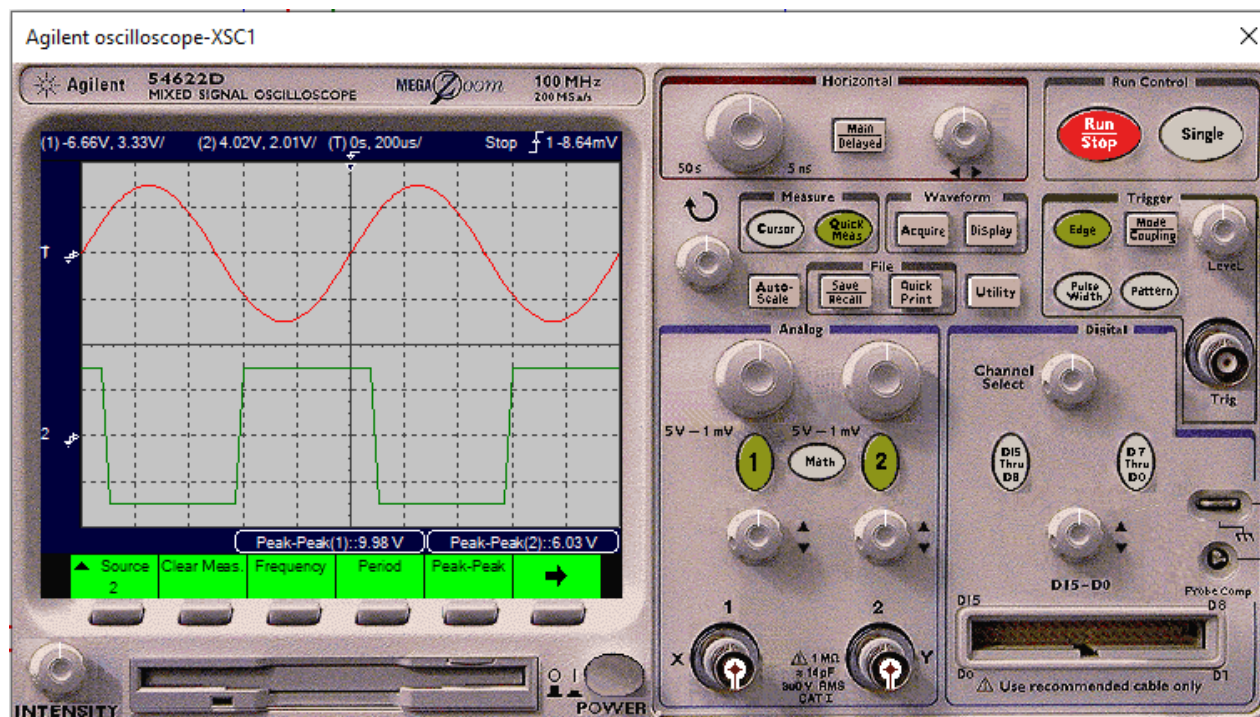 Agilent oscilloscope-XSC1
Agilent
54622D
MIXED SIGNAL OSCILLOSCOPE
MEGA Zoom
100 MHz
200 MSa/s
(1) -6.66V, 3.33V/ (2) 4.02V, 2.01V/ (T) 0s, 200us/ Stop 1 -8.64mV
T
2
Peak-Peak(1)::9.98 V
Peak-Peak(2)::6.03 V
Source
2
Clear Meas.
Frequency
Period
Peak-Peak
INTENSITY
POWER
Horizontal
50 s
5 ns
Main
Delayed
Run Control
Run
Stop
Single
Measure
Cursor
Quick
Meas
Waveform
Acquire
Display
Trigger
Edge
Mode
Coupling
Level
Pulse
Width
Pattern
Auto-
Scale
File
Save
Recall
Quick
Print
Utility
Trig
Analog
5 V – 1 mV
5 V – 1 mV
1
Math
2
1
2
X
Y
1 MΩ
≈ 14 pF
300 V RMS
CAT I
Digital
Channel
Select
D15
Thru
D8
D7
Thru
D0
D15-D0
Probe Comp
D15
D8
D0
D1
Use recommended cable only